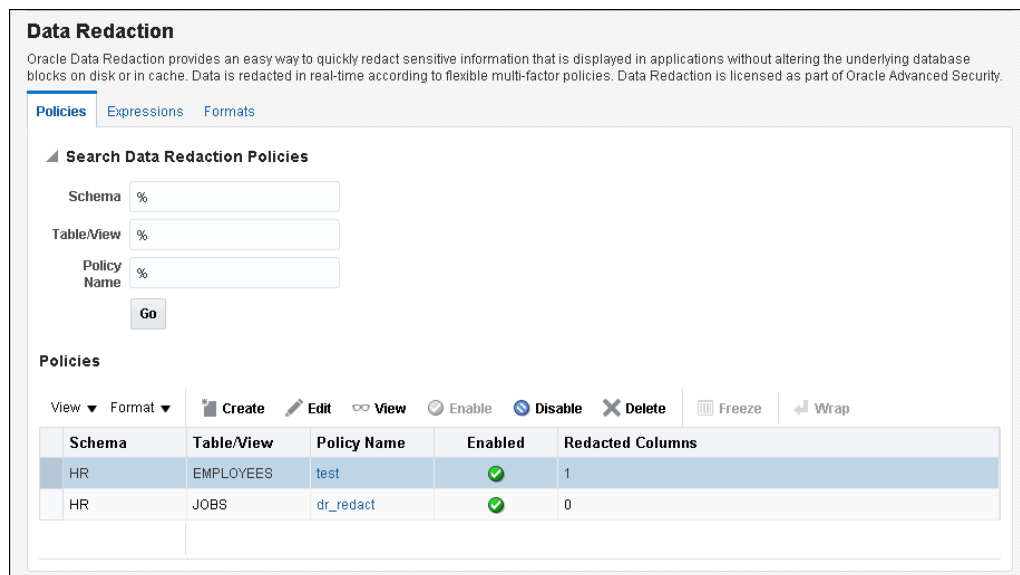 Data Redaction
Oracle Data Redaction provides an easy way to quickly redact sensitive information that is displayed in applications without altering the underlying database
blocks on disk or in cache. Data is redacted in real-time according to flexible multi-factor policies. Data Redaction is licensed as part of Oracle Advanced Security.
Policies Expressions Formats
Search Data Redaction Policies
Schema %
Table/View %
Policy
Name %
Go
Policies
View Format Create Edit View Enable Disable Delete Freeze Wrap
Schema Table/View Policy Name Enabled Redacted Columns
HR EMPLOYEES test 1
HR JOBS dr_redact 0